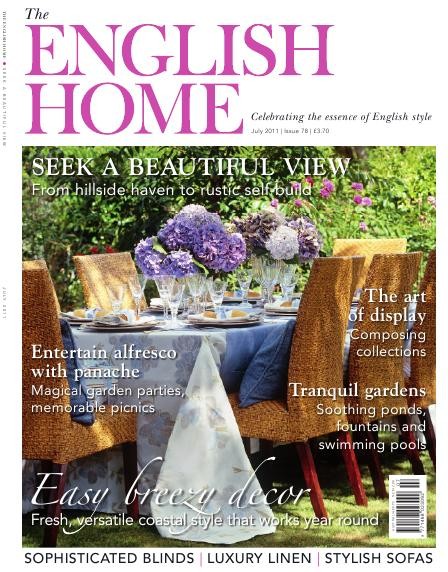 The
ENGLISH
HOME
Celebrating the essence of English style
July 2011 | Issue 78 | £3.70
SEEK A BEAUTIFUL VIEW
From hillside haven to rustic self-build
The art
of display
Composing
collections
Entertain alfresco
with panache
Magical garden parties,
memorable picnics
Tranquil gardens
Soothing ponds,
fountains and
swimming pools
Easy breezy decor
Fresh, versatile coastal style that works year round
SOPHISTICATED BLINDS | LUXURY LINEN | STYLISH SOFAS